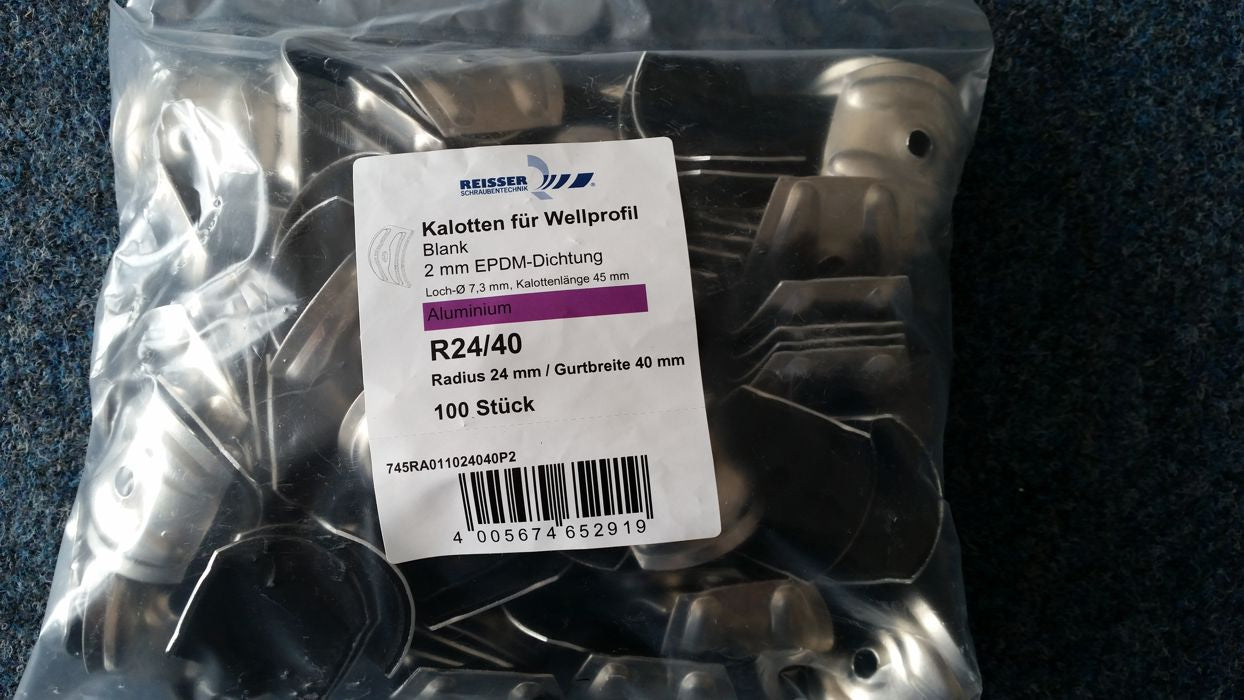 REISSER
SCHRAUBENTECHNIK
Kalotten für Wellprofil
Blank
2 mm EPDM-Dichtung
Loch-Ø 7,3 mm, Kalottenlänge 45 mm
Aluminium
R24/40
Radius 24 mm / Gurtbreite 40 mm
100 Stück
745RA011024040P2
4 005674 652919